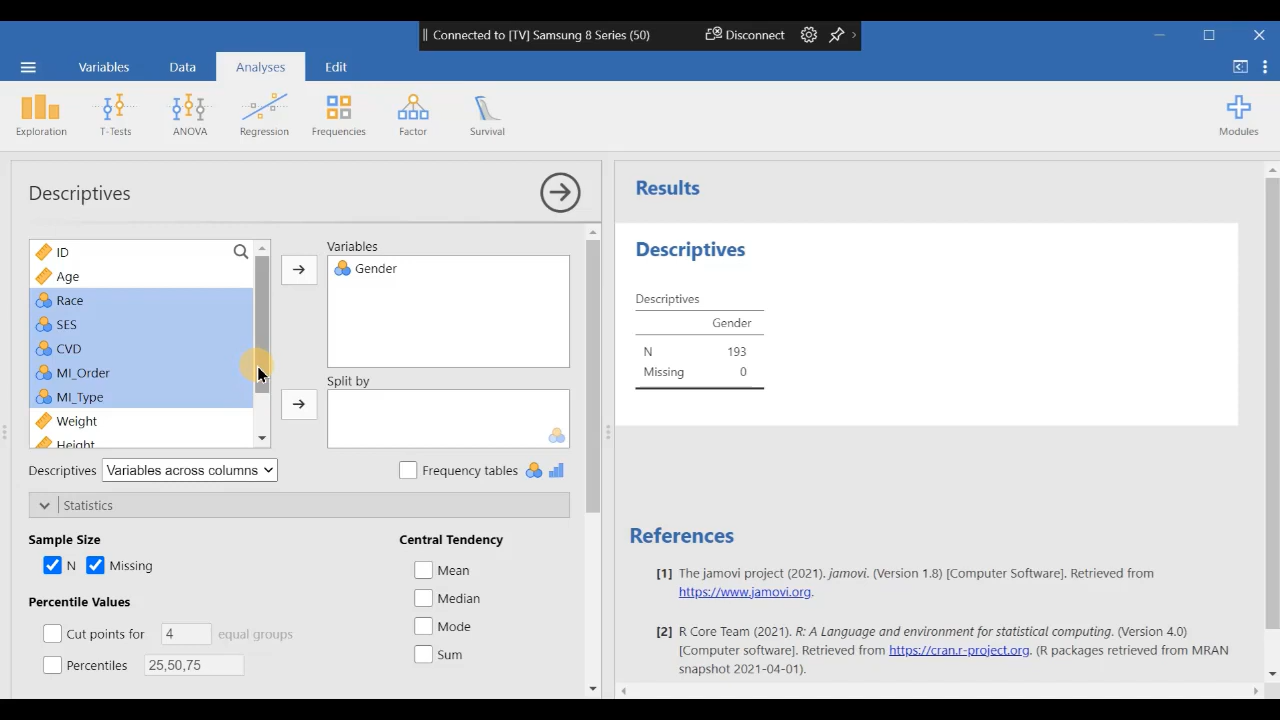 Connected to [TV] Samsung 8 Series (50) Disconnect
Variables Data Analyses Edit
Exploration T-Tests ANOVA Regression Frequencies Factor Survival Modules
Descriptives
ID
Age
Race
SES
CVD
MI_Order
MI_Type
Weight
Height
Variables
Gender
Split by
Descriptives Variables across columns Frequency tables
Statistics
Sample Size
N Missing
Percentile Values
Cut points for 4 equal groups
Percentiles 25,50,75
Central Tendency
Mean
Median
Mode
Sum
Results
Descriptives
Descriptives
Gender
N 193
Missing 0
References
[1] The jamovi project (2021). jamovi. (Version 1.8) [Computer Software]. Retrieved from
https://www.jamovi.org.
[2] R Core Team (2021). R: A Language and environment for statistical computing. (Version 4.0)
[Computer software]. Retrieved from https://cran.r-project.org. (R packages retrieved from MRAN
snapshot 2021-04-01).